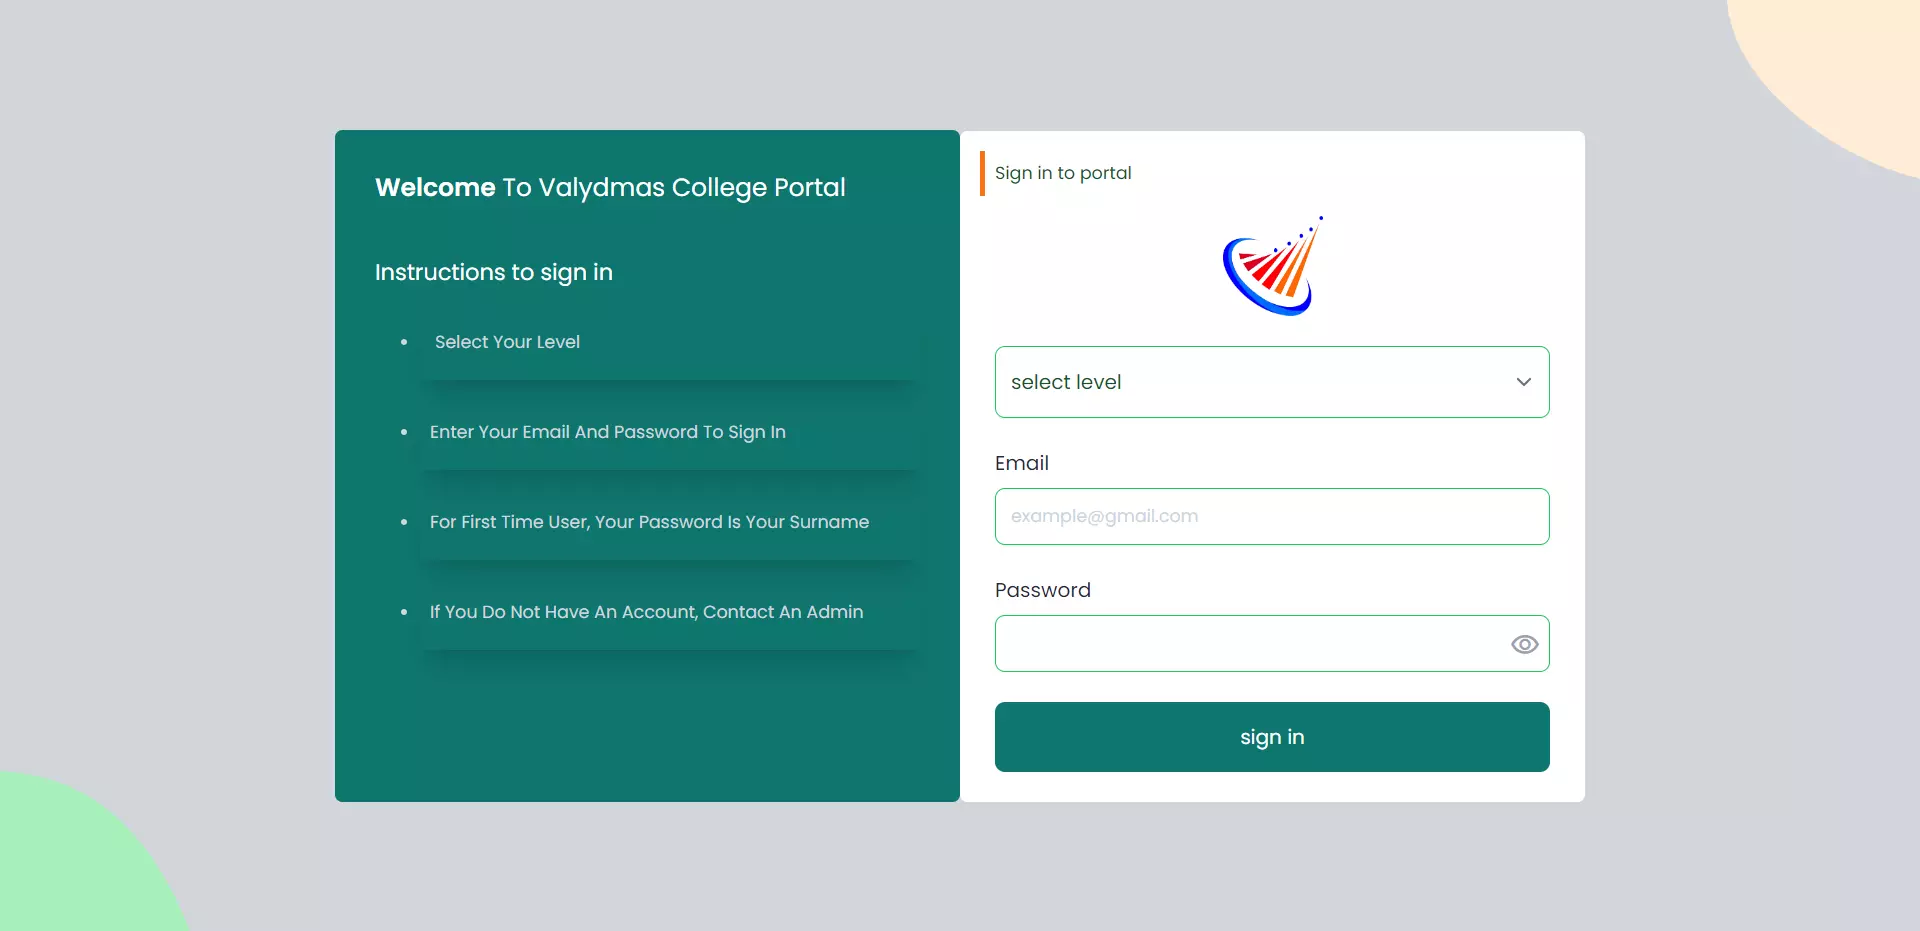 Welcome To Valydmas College Portal
Instructions to sign in
Select Your Level
Enter Your Email And Password To Sign In
For First Time User, Your Password Is Your Surname
If You Do Not Have An Account, Contact An Admin
Sign in to portal
select level
Email
example@gmail.com
Password
sign in